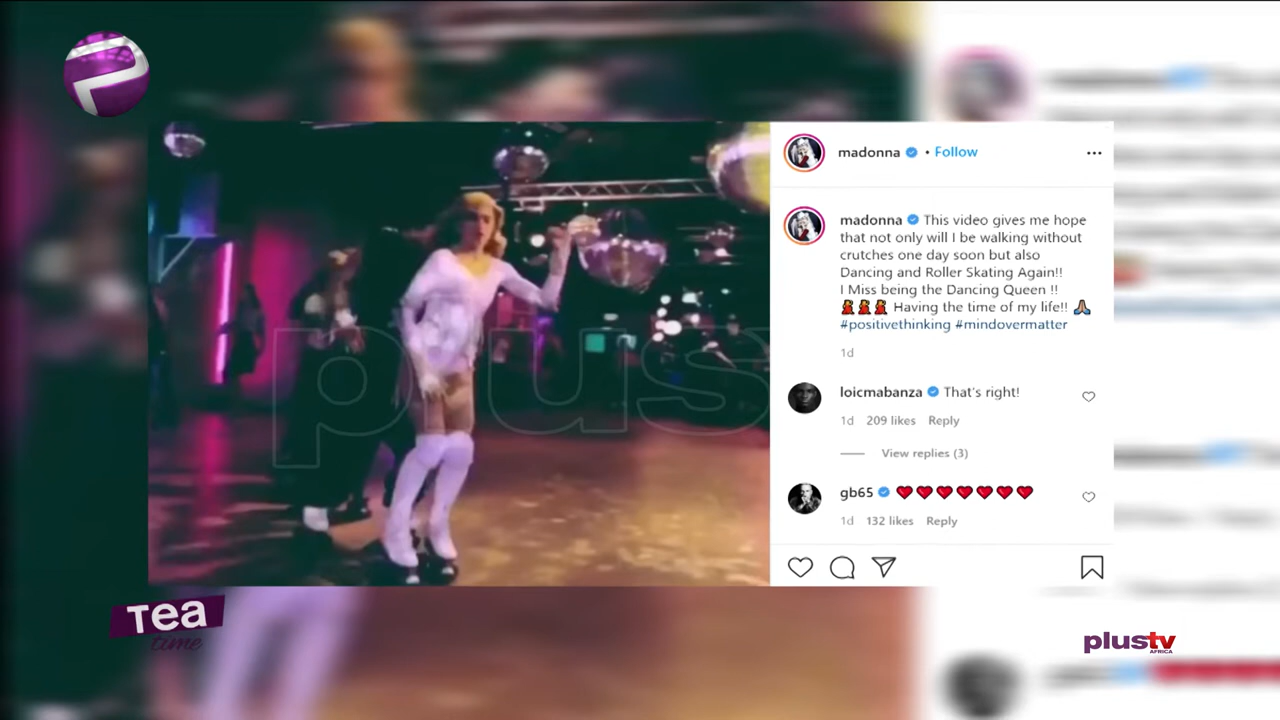 madonna • Follow
madonna This video gives me hope
that not only will I be walking without
crutches one day soon but also
Dancing and Roller Skating Again!!
I Miss being the Dancing Queen !!
💃💃💃 Having the time of my life!! 🙏🏽
#positivethinking #mindovermatter
1d
loicmabanza That's right!
1d 209 likes Reply
View replies (3)
gb65 ❤️❤️❤️❤️❤️❤️❤️
1d 132 likes Reply
plus
Tea
time
plustv
AFRICA